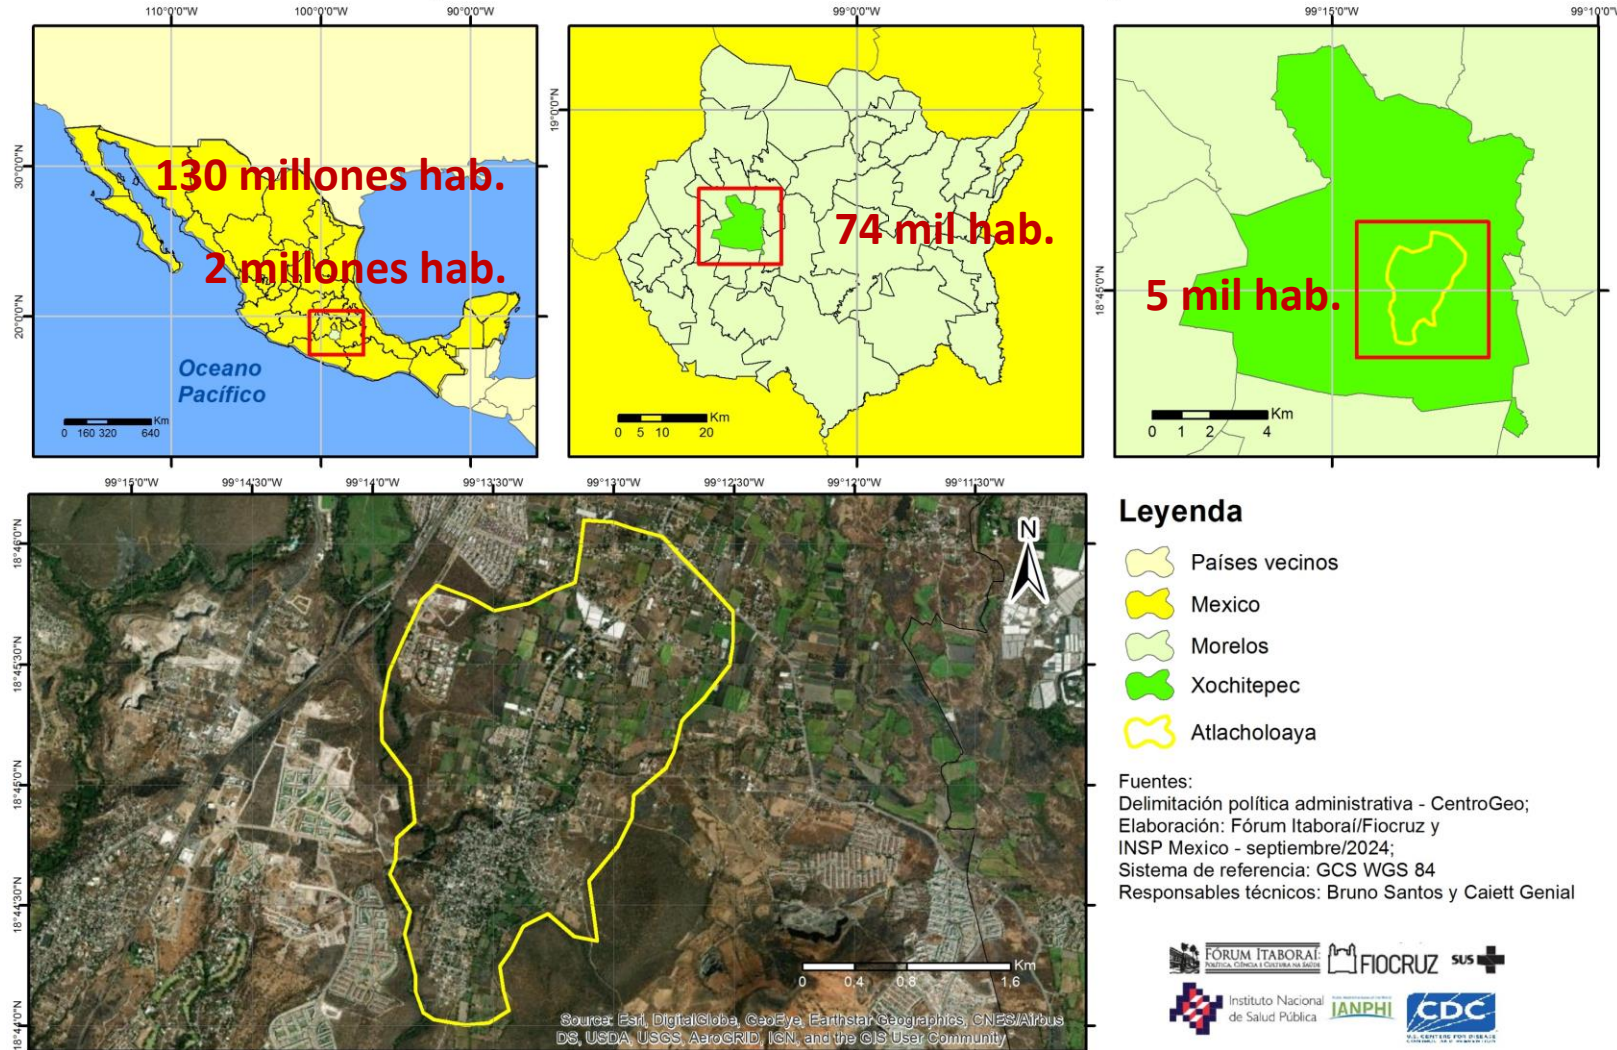 110°0'0"W 100°0'0"W 90°0'0"W
30°0'0"N
20°0'0"N
130 millones hab.
2 millones hab.
Oceano
Pacífico
Km
0 160 320 640
99°0'0"W
19°0'0"N
74 mil hab.
Km
0 5 10 20
99°15'0"W 99°10'0"W
18°45'0"N
5 mil hab.
Km
0 1 2 4
99°15'0"W 99°14'30"W 99°14'0"W 99°13'30"W 99°13'0"W 99°12'30"W 99°12'0"W 99°11'30"W
18°46'0"N
18°45'30"N
18°45'0"N
18°44'30"N
18°44'0"N
N
Km
0 0.4 0.8 1.6
Source: Esri, DigitalGlobe, GeoEye, Earthstar Geographics, CNES/Airbus
DS, USDA, USGS, AeroGRID, IGN, and the GIS User Community
Leyenda
Países vecinos
Mexico
Morelos
Xochitepec
Atlacholoaya
Fuentes:
Delimitación política administrativa - CentroGeo;
Elaboración: Fórum Itaboraí/Fiocruz y
INSP Mexico - septiembre/2024;
Sistema de referencia: GCS WGS 84
Responsables técnicos: Bruno Santos y Caiett Genial
FÓRUM ITABORAÍ:
POLÍTICA, CIÊNCIA E CULTURA NA SAÚDE
FIOCRUZ
SUS
Instituto Nacional
de Salud Pública
IANPHI
CDC